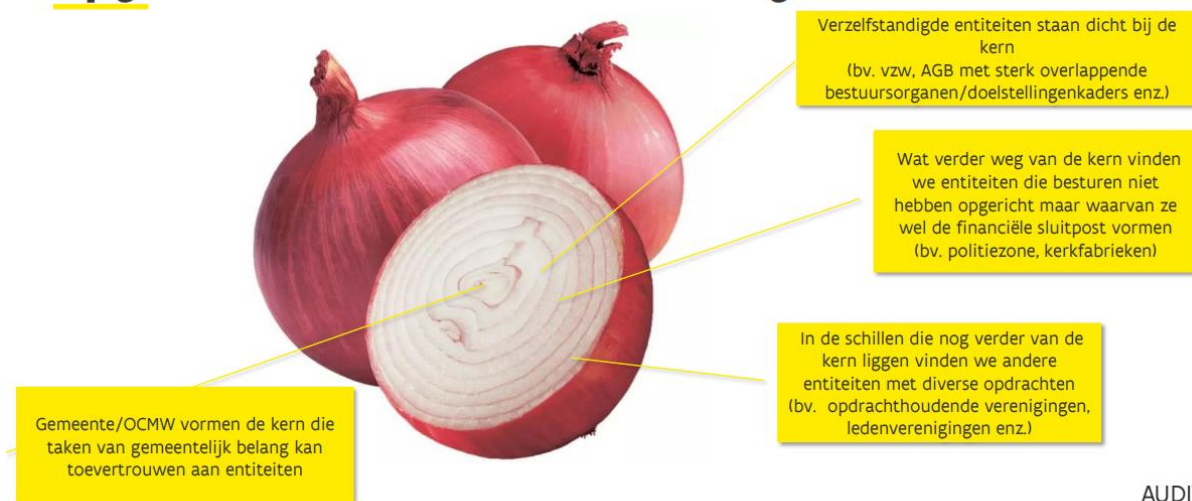 Verzelfstandigde entiteiten staan dicht bij de
kern
(bv. vzw, AGB met sterk overlappende
bestuursorganen/doelstellingenkaders enz.)
Wat verder weg van de kern vinden
we entiteiten die besturen niet
hebben opgericht maar waarvan ze
wel de financiële sluitpost vormen
(bv. politiezone, kerkfabrieken)
In de schillen die nog verder van de
kern liggen vinden we andere
entiteiten met diverse opdrachten
(bv. opdrachthoudende verenigingen,
ledenverenigingen enz.)
Gemeente/OCMW vormen de kern die
taken van gemeentelijk belang kan
toevertrouwen aan entiteiten
AUDI